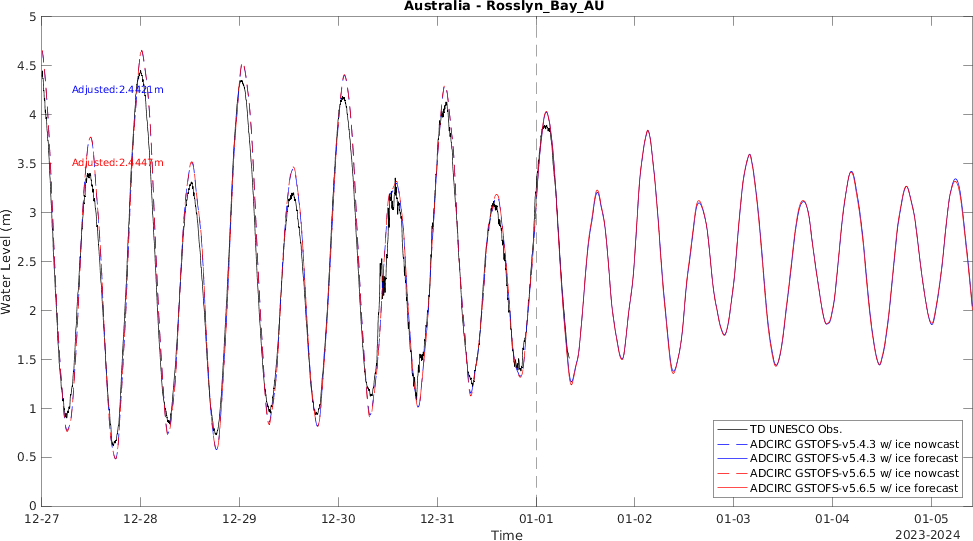 Australia - Rosslyn_Bay_AU
5
4.5
4
3.5
3
2.5
2
1.5
1
0.5
0
Water Level (m)
Adjusted:2.4421m
Adjusted:2.4447m
TD UNESCO Obs.
ADCIRC GSTOFS-v5.4.3 w/ ice nowcast
ADCIRC GSTOFS-v5.4.3 w/ ice forecast
ADCIRC GSTOFS-v5.6.5 w/ ice nowcast
ADCIRC GSTOFS-v5.6.5 w/ ice forecast
12-27 12-28 12-29 12-30 12-31 01-01 01-02 01-03 01-04 01-05
Time
2023-2024